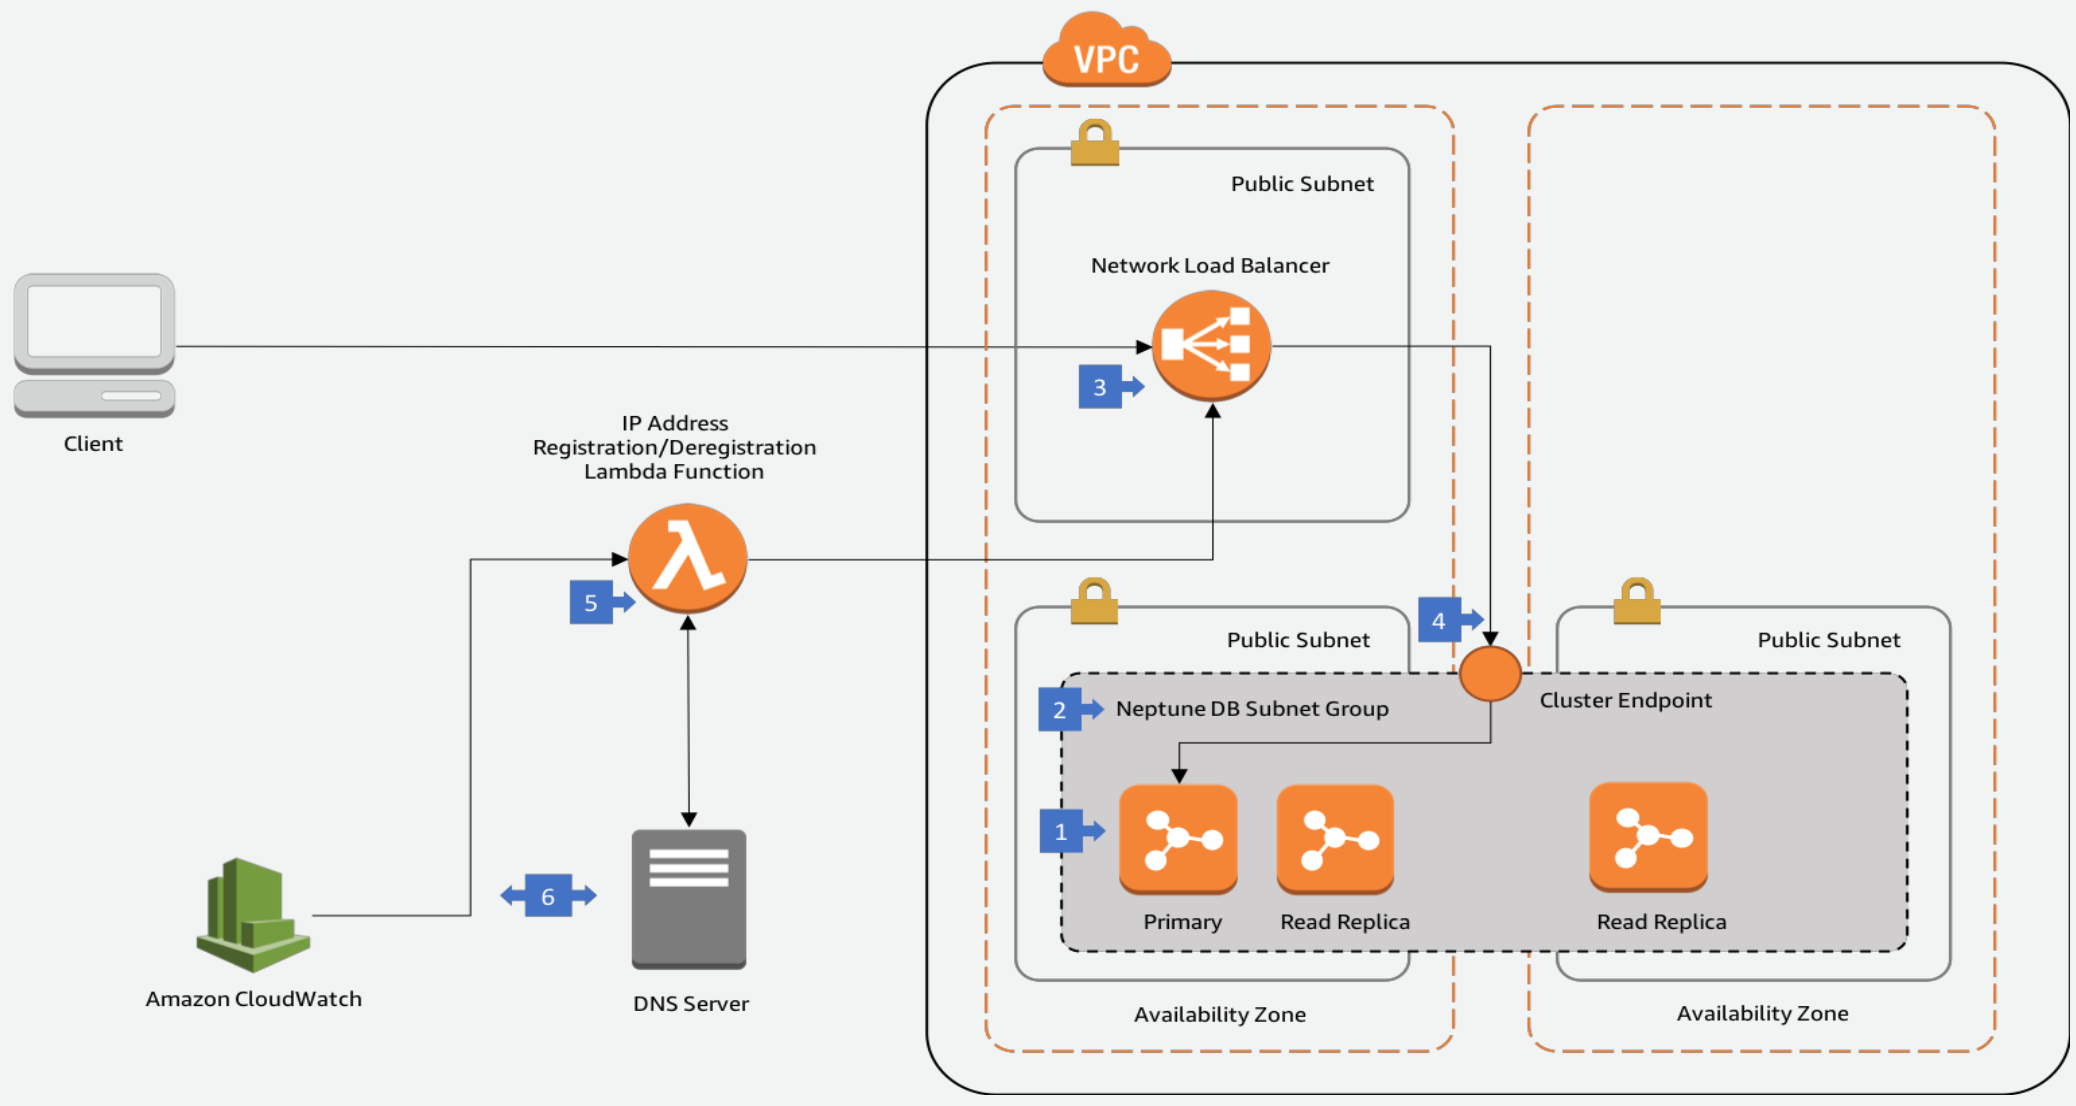 VPC
Public Subnet
Network Load Balancer
3
Client
IP Address
Registration/Deregistration
Lambda Function
5
4
Public Subnet
Public Subnet
2
Neptune DB Subnet Group
Cluster Endpoint
1
6
Primary
Read Replica
Read Replica
Amazon CloudWatch
DNS Server
Availability Zone
Availability Zone